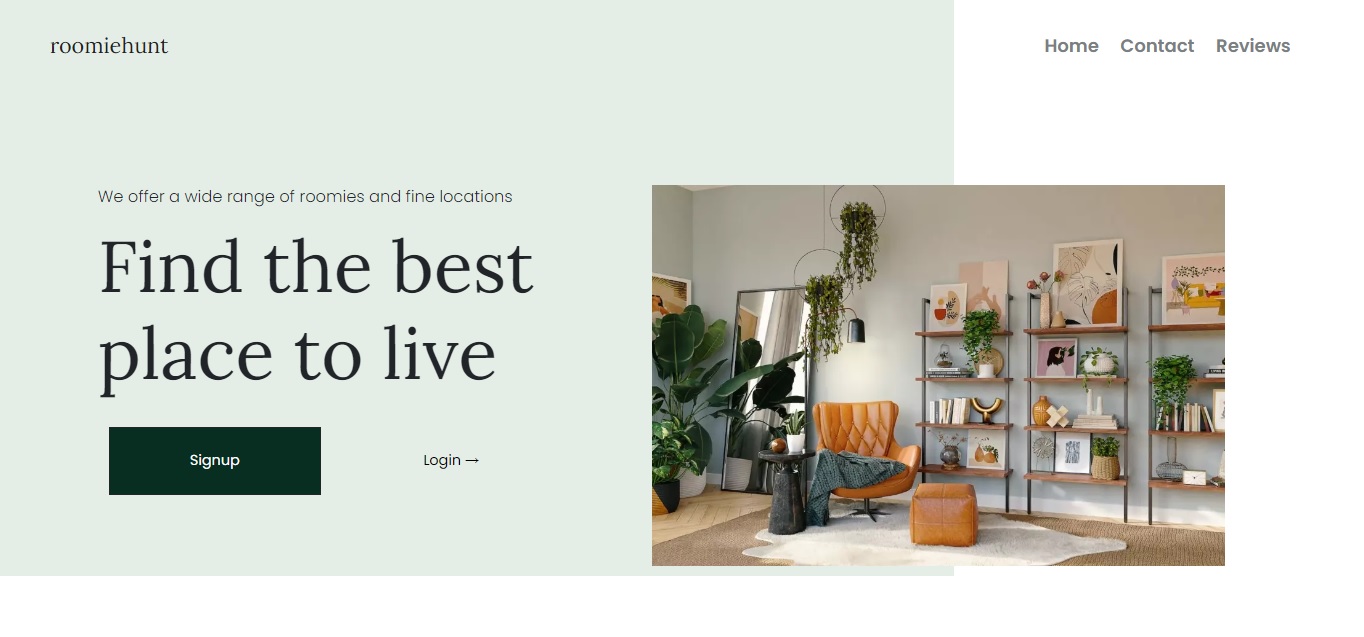 roomiehunt
Home Contact Reviews
We offer a wide range of roomies and fine locations
Find the best
place to live
Signup
Login →